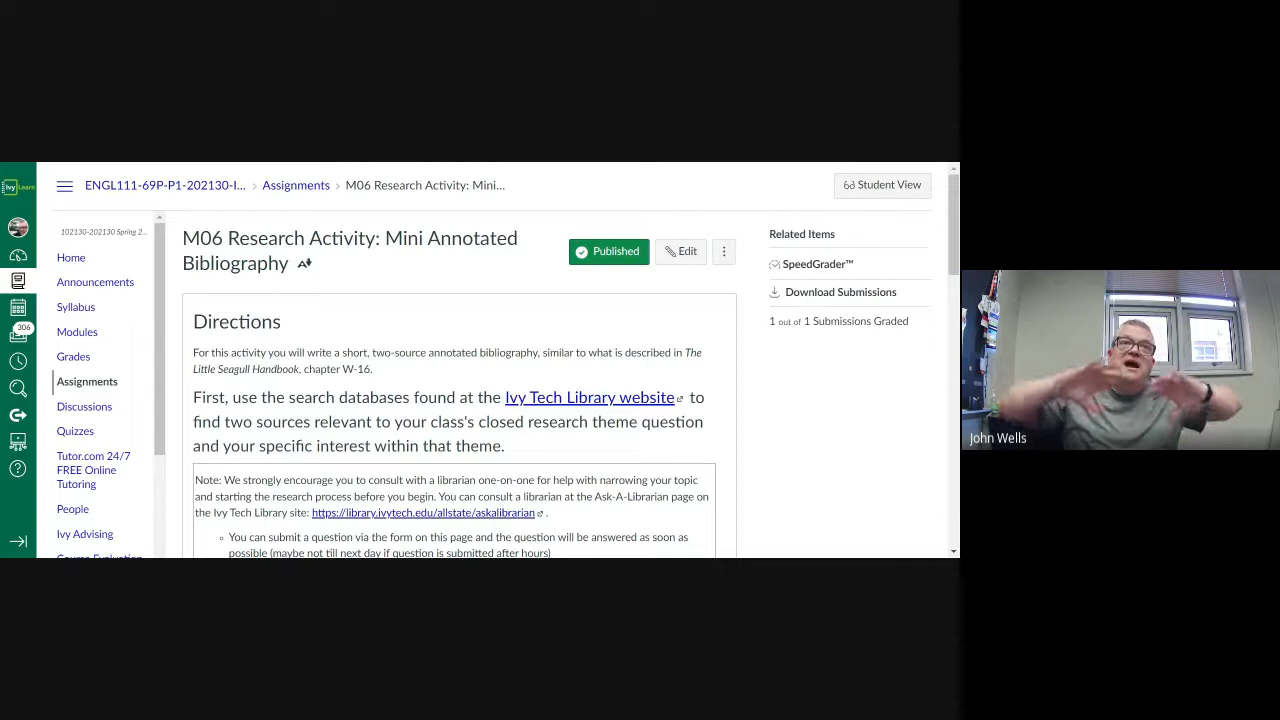 IvyLearn
ENGL111-69P-P1-202130-I... > Assignments > M06 Research Activity: Mini...
Student View
102130-202130 Spring 2...
Home
Announcements
Syllabus
Modules
Grades
Assignments
Discussions
Quizzes
Tutor.com 24/7
FREE Online
Tutoring
People
Ivy Advising
Course Evaluation
306
M06 Research Activity: Mini Annotated
Bibliography
Published
Edit
Directions
For this activity you will write a short, two-source annotated bibliography, similar to what is described in The
Little Seagull Handbook, chapter W-16.
First, use the search databases found at the Ivy Tech Library website to
find two sources relevant to your class's closed research theme question
and your specific interest within that theme.
Note: We strongly encourage you to consult with a librarian one-on-one for help with narrowing your topic
and starting the research process before you begin. You can consult a librarian at the Ask-A-Librarian page on
the Ivy Tech Library site: https://library.ivytech.edu/allstate/askalibrarian .
◦ You can submit a question via the form on this page and the question will be answered as soon as
possible (maybe not till next day if question is submitted after hours)
Related Items
SpeedGrader™
Download Submissions
1 out of 1 Submissions Graded
John Wells